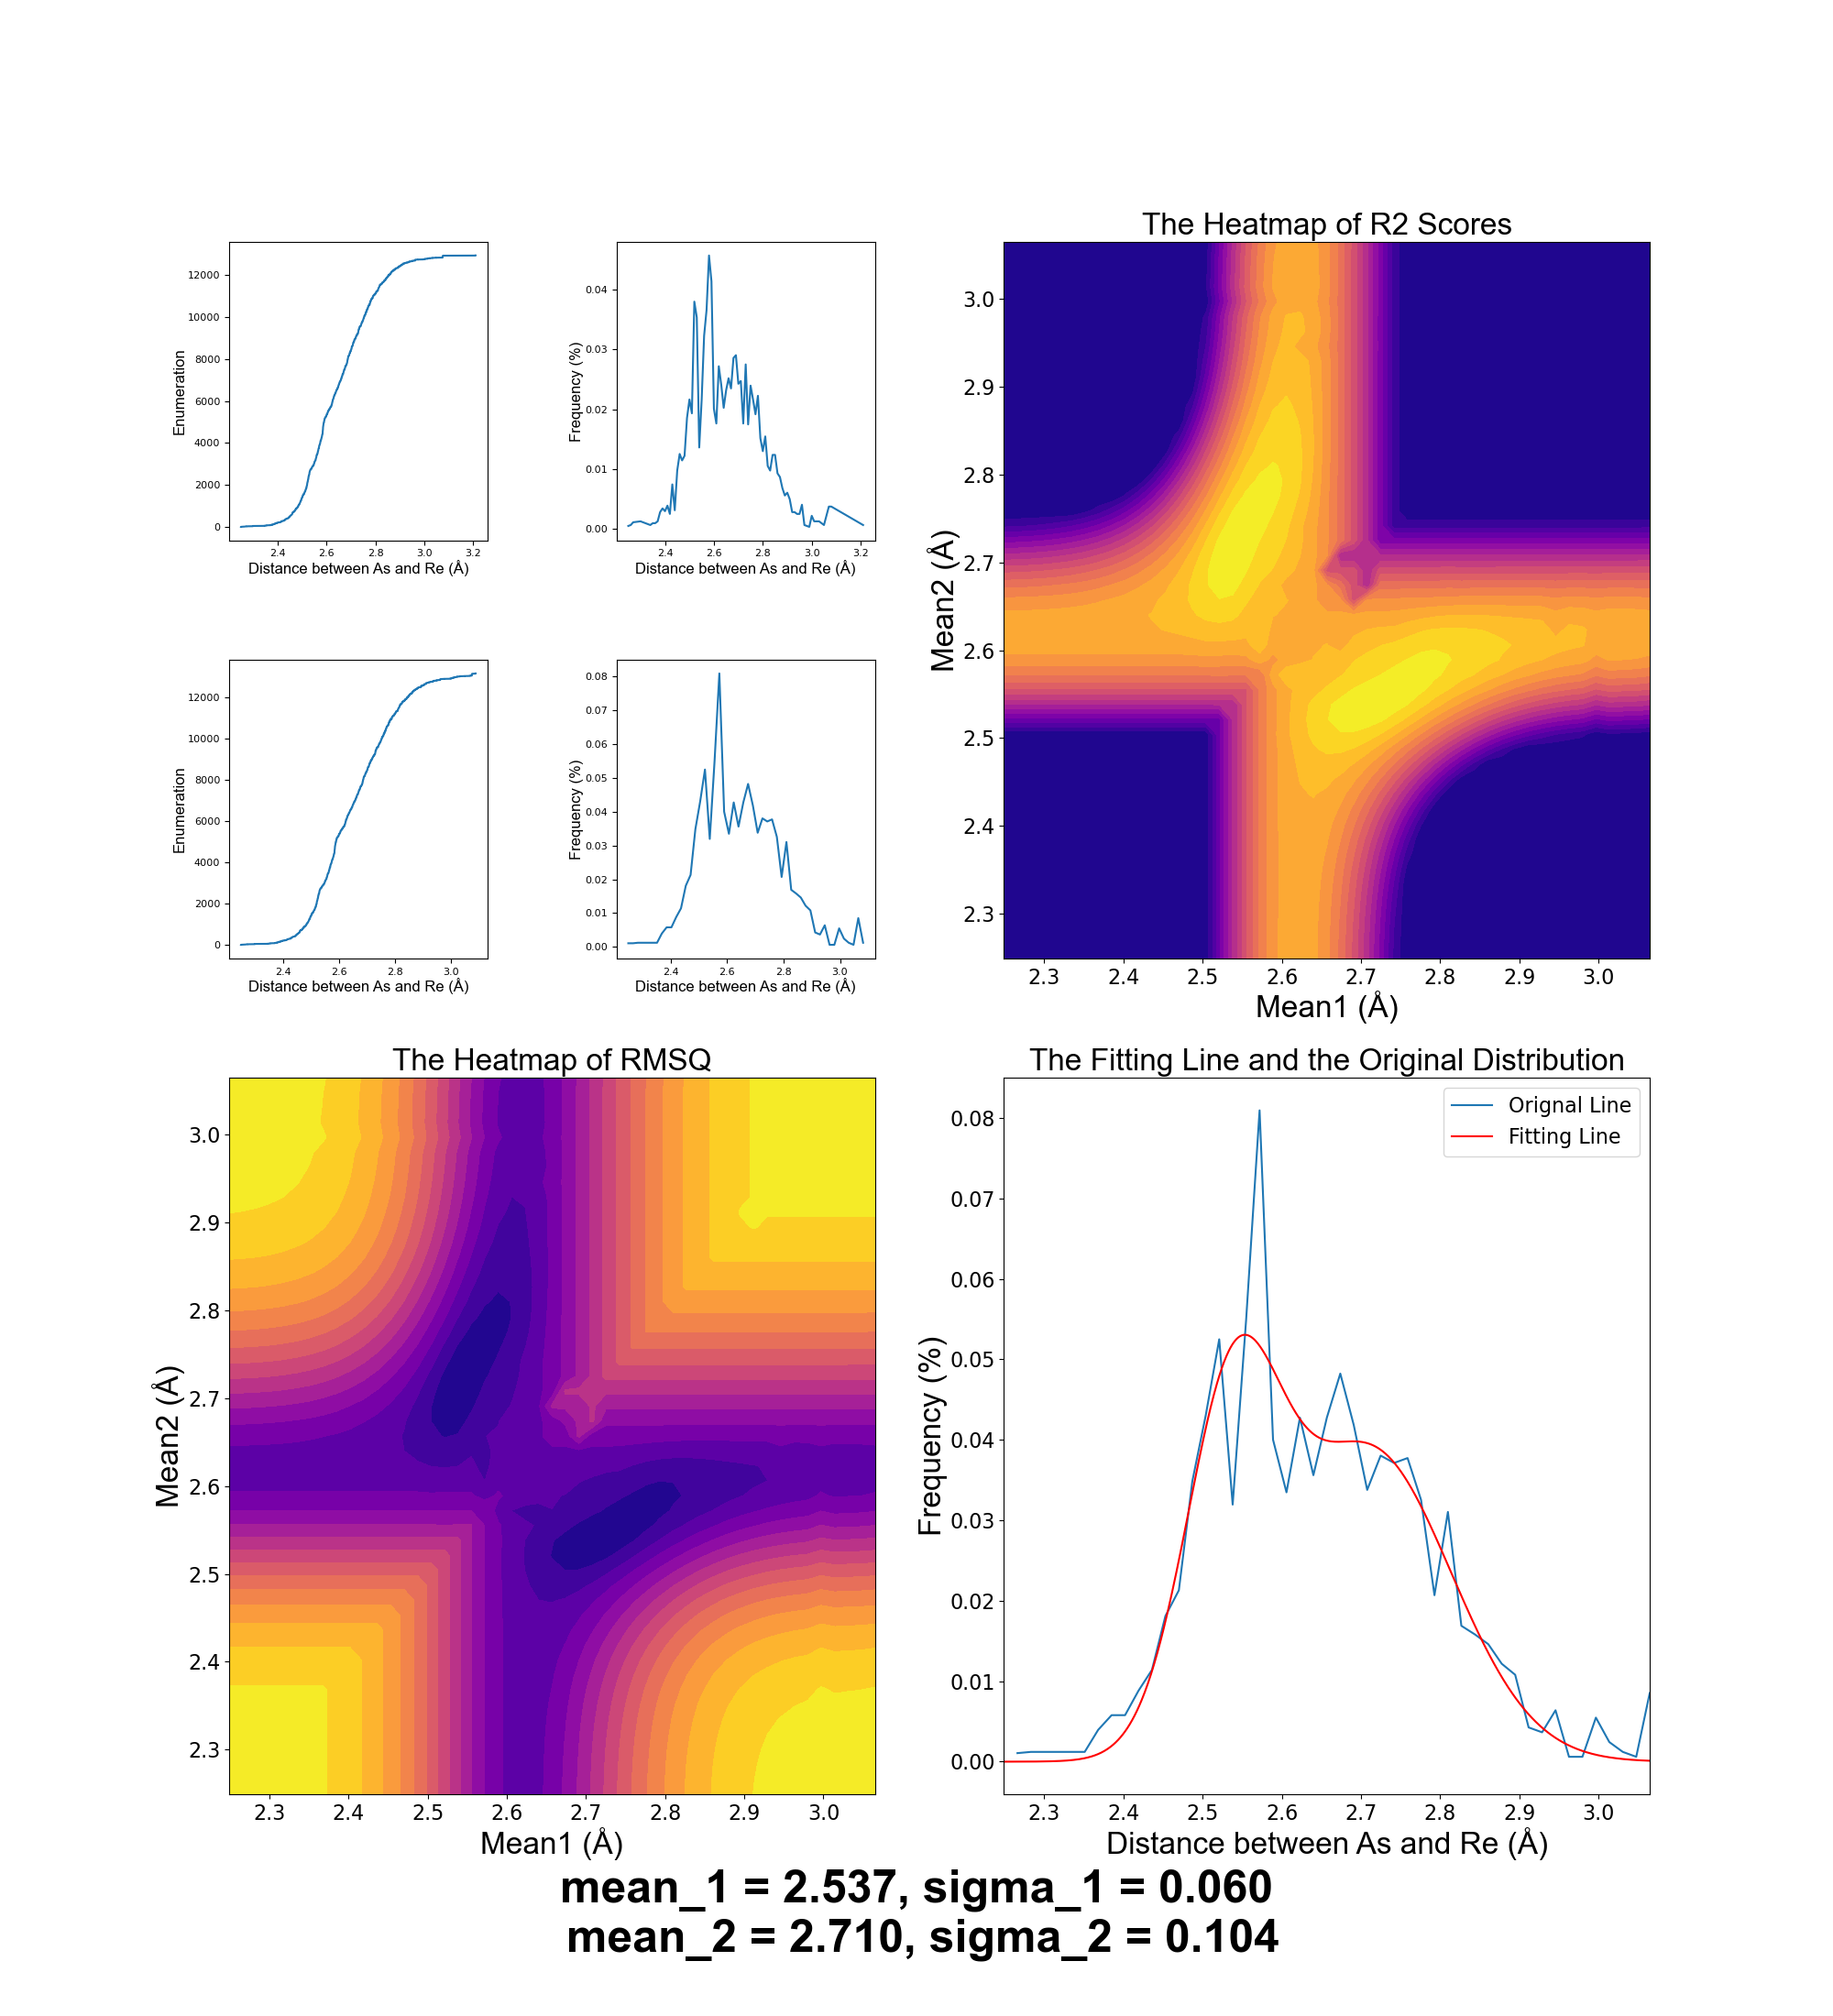 The Heatmap of R2 Scores
12000
10000
8000
6000
4000
2000
0
Enumeration
2.4 2.6 2.8 3.0 3.2
Distance between As and Re (Å)
0.04
0.03
0.02
0.01
0.00
Frequency (%)
2.4 2.6 2.8 3.0 3.2
Distance between As and Re (Å)
12000
10000
8000
6000
4000
2000
0
Enumeration
2.4 2.6 2.8 3.0
Distance between As and Re (Å)
0.08
0.07
0.06
0.05
0.04
0.03
0.02
0.01
0.00
Frequency (%)
2.4 2.6 2.8 3.0
Distance between As and Re (Å)
3.0
2.9
2.8
2.7
2.6
2.5
2.4
2.3
Mean2 (Å)
2.3 2.4 2.5 2.6 2.7 2.8 2.9 3.0
Mean1 (Å)
The Heatmap of RMSQ
3.0
2.9
2.8
2.7
2.6
2.5
2.4
2.3
Mean2 (Å)
2.3 2.4 2.5 2.6 2.7 2.8 2.9 3.0
Mean1 (Å)
The Fitting Line and the Original Distribution
Orignal Line
Fitting Line
0.08
0.07
0.06
0.05
0.04
0.03
0.02
0.01
0.00
Frequency (%)
2.3 2.4 2.5 2.6 2.7 2.8 2.9 3.0
Distance between As and Re (Å)
mean_1 = 2.537, sigma_1 = 0.060
mean_2 = 2.710, sigma_2 = 0.104